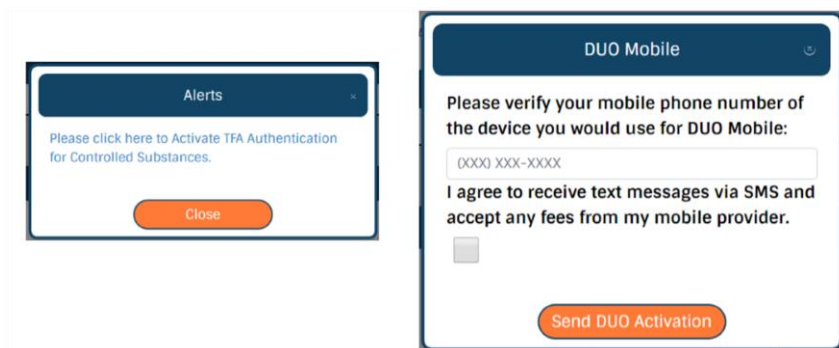 Alerts
Please click here to Activate TFA Authentication
for Controlled Substances.
Close
DUO Mobile
Please verify your mobile phone number of
the device you would use for DUO Mobile:
(XXX) XXX-XXXX
I agree to receive text messages via SMS and
accept any fees from my mobile provider.
Send DUO Activation